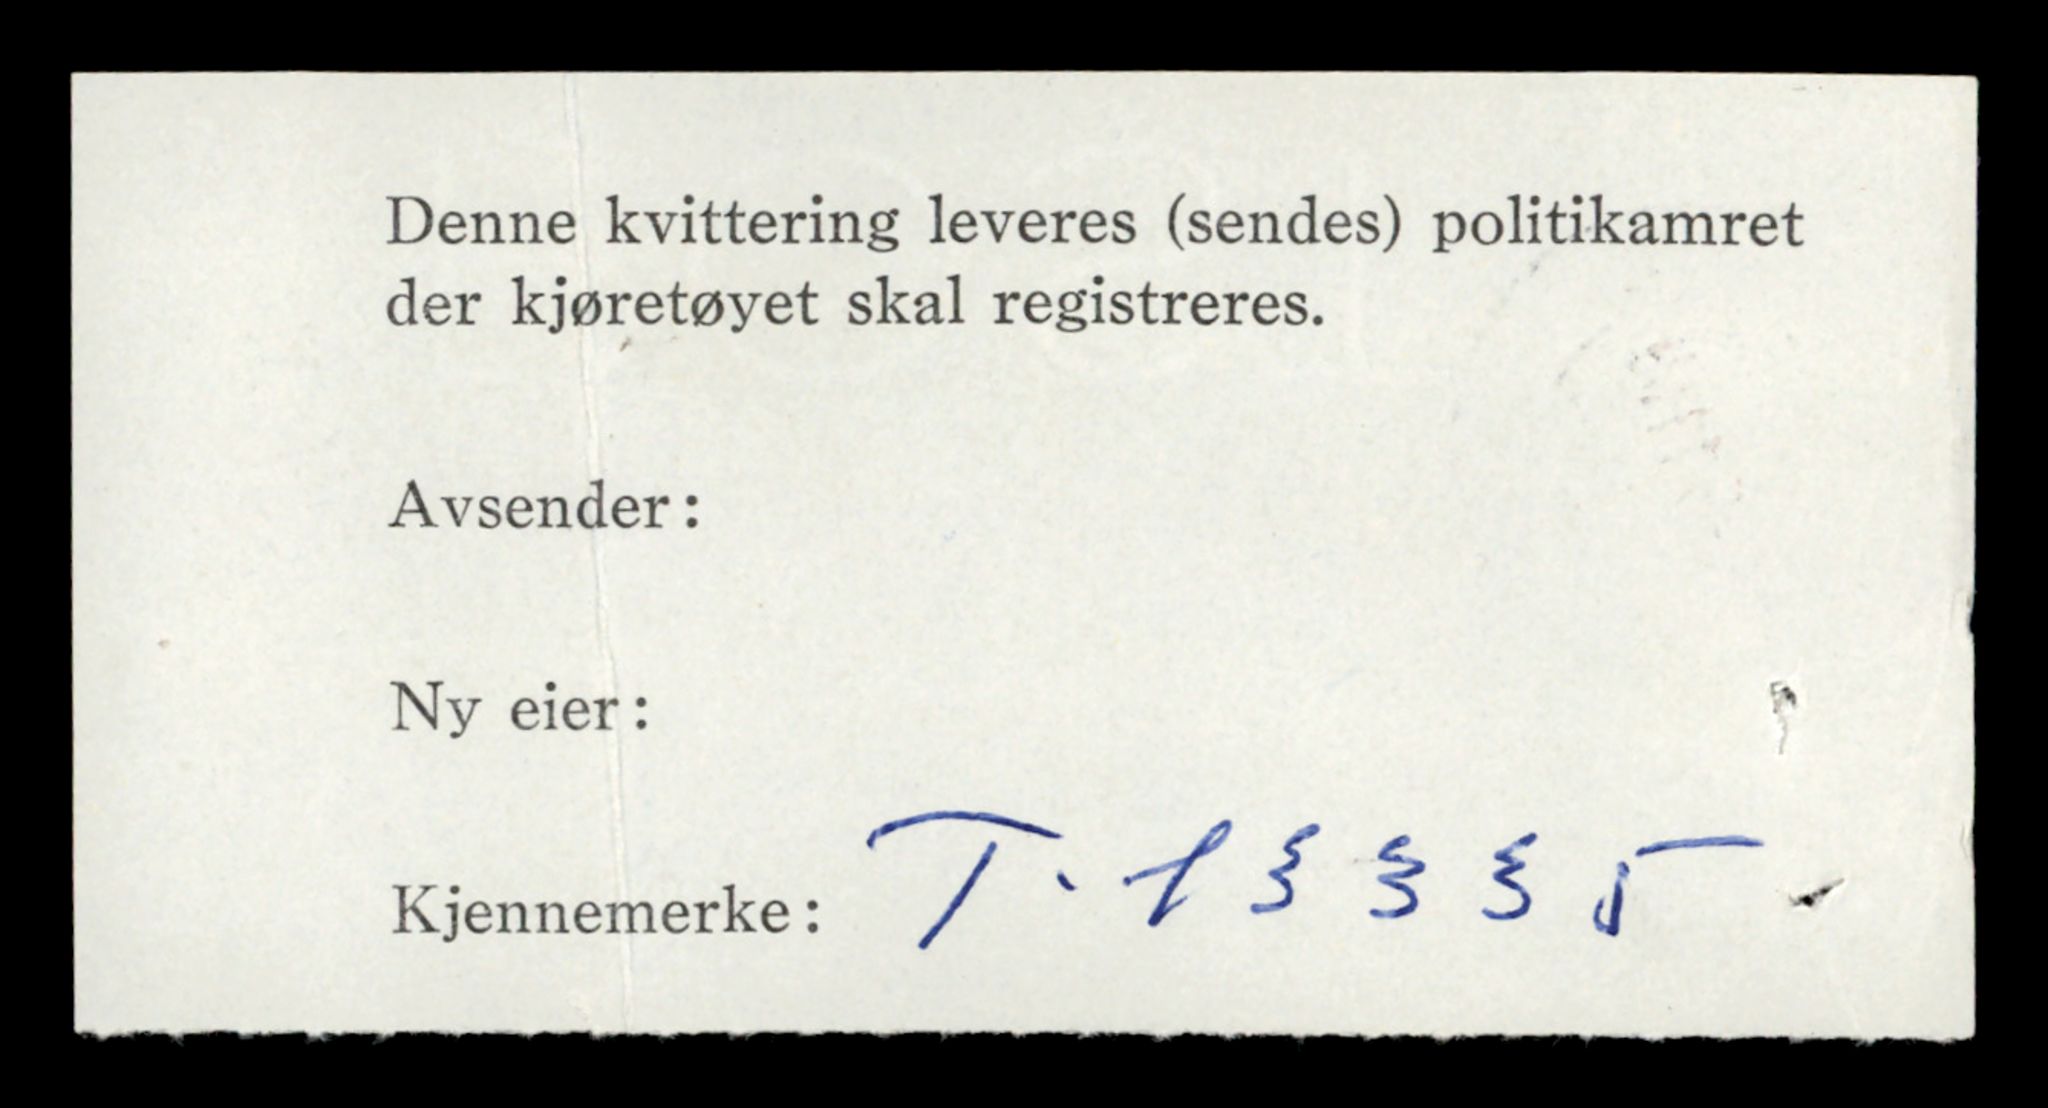 Denne kvittering leveres (sendes) politikamret
der kjøretøyet skal registreres.
Avsender:
Ny eier:
Kjennemerke: T-13335